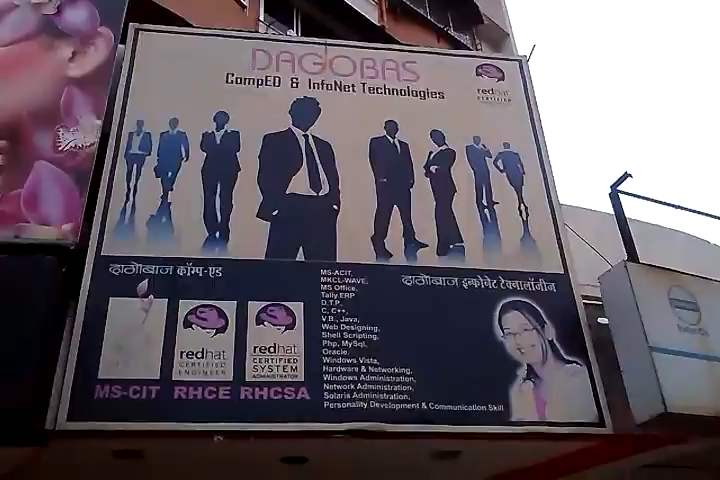 DAGOBAS
CompED & InfoNet Technologies
redhat
CERTIFIED
दागोबाज कॉम्प-एड
दागोबाज इन्फोनेट टेक्नालॉजीज
MS-ACIT,
MKCL-WAVE,
MS Office,
Tally.ERP
D.T.P.,
C, C++,
V.B., Java,
Web Designing,
Shell Scripting,
Php, MySql,
Oracle,
Windows Vista,
Hardware & Networking,
Windows Administration,
Network Administration,
Solaris Administration,
Personality Development & Communication Skill
redhat
CERTIFIED
ENGINEER
redhat
CERTIFIED
SYSTEM
ADMINISTRATOR
MS-CIT RHCE RHCSA